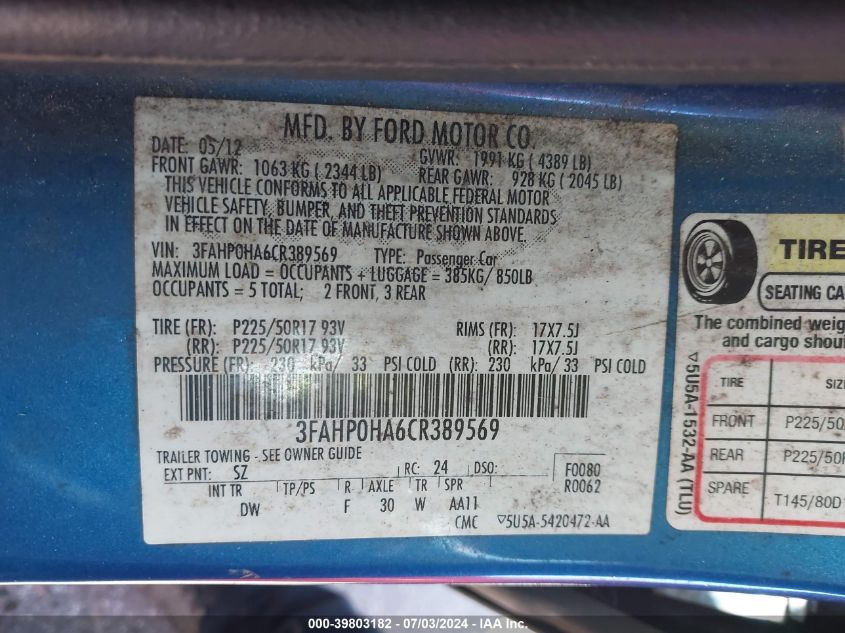 MFD. BY FORD MOTOR CO.
DATE: 05/12 GVWR: 1991 KG ( 4389 LB)
FRONT GAWR: 1063 KG ( 2344 LB) REAR GAWR: 928 KG ( 2045 LB)
THIS VEHICLE CONFORMS TO ALL APPLICABLE FEDERAL MOTOR
VEHICLE SAFETY, BUMPER, AND THEFT PREVENTION STANDARDS
IN EFFECT ON THE DATE OF MANUFACTURE SHOWN ABOVE.
VIN: 3FAHP0HA6CR389569 TYPE: Passenger Car
MAXIMUM LOAD = OCCUPANTS + LUGGAGE = 385KG/ 850LB
OCCUPANTS = 5 TOTAL; 2 FRONT, 3 REAR
TIRE (FR): P225/50R17 93V RIMS (FR): 17X7.5J
(RR): P225/50R17 93V (RR): 17X7.5J
PRESSURE (FR): 230 kPa/ 33 PSI COLD (RR): 230 kPa/ 33 PSI COLD
3FAHP0HA6CR389569
TRAILER TOWING - SEE OWNER GUIDE
EXT PNT: SZ RC: 24 DSO: F0080
INT TR TP/PS R AXLE TR SPR R0062
DW F 30 W AA11
CMC ▽5U5A-5420472-AA
TIRE
SEATING CA
The combined weig
and cargo shou
TIRE SIZ
FRONT P225/50
REAR P225/50
SPARE T145/80D
▽5U5A-1532-AA (TLU)
000-39803182 - 07/03/2024 - IAA Inc.